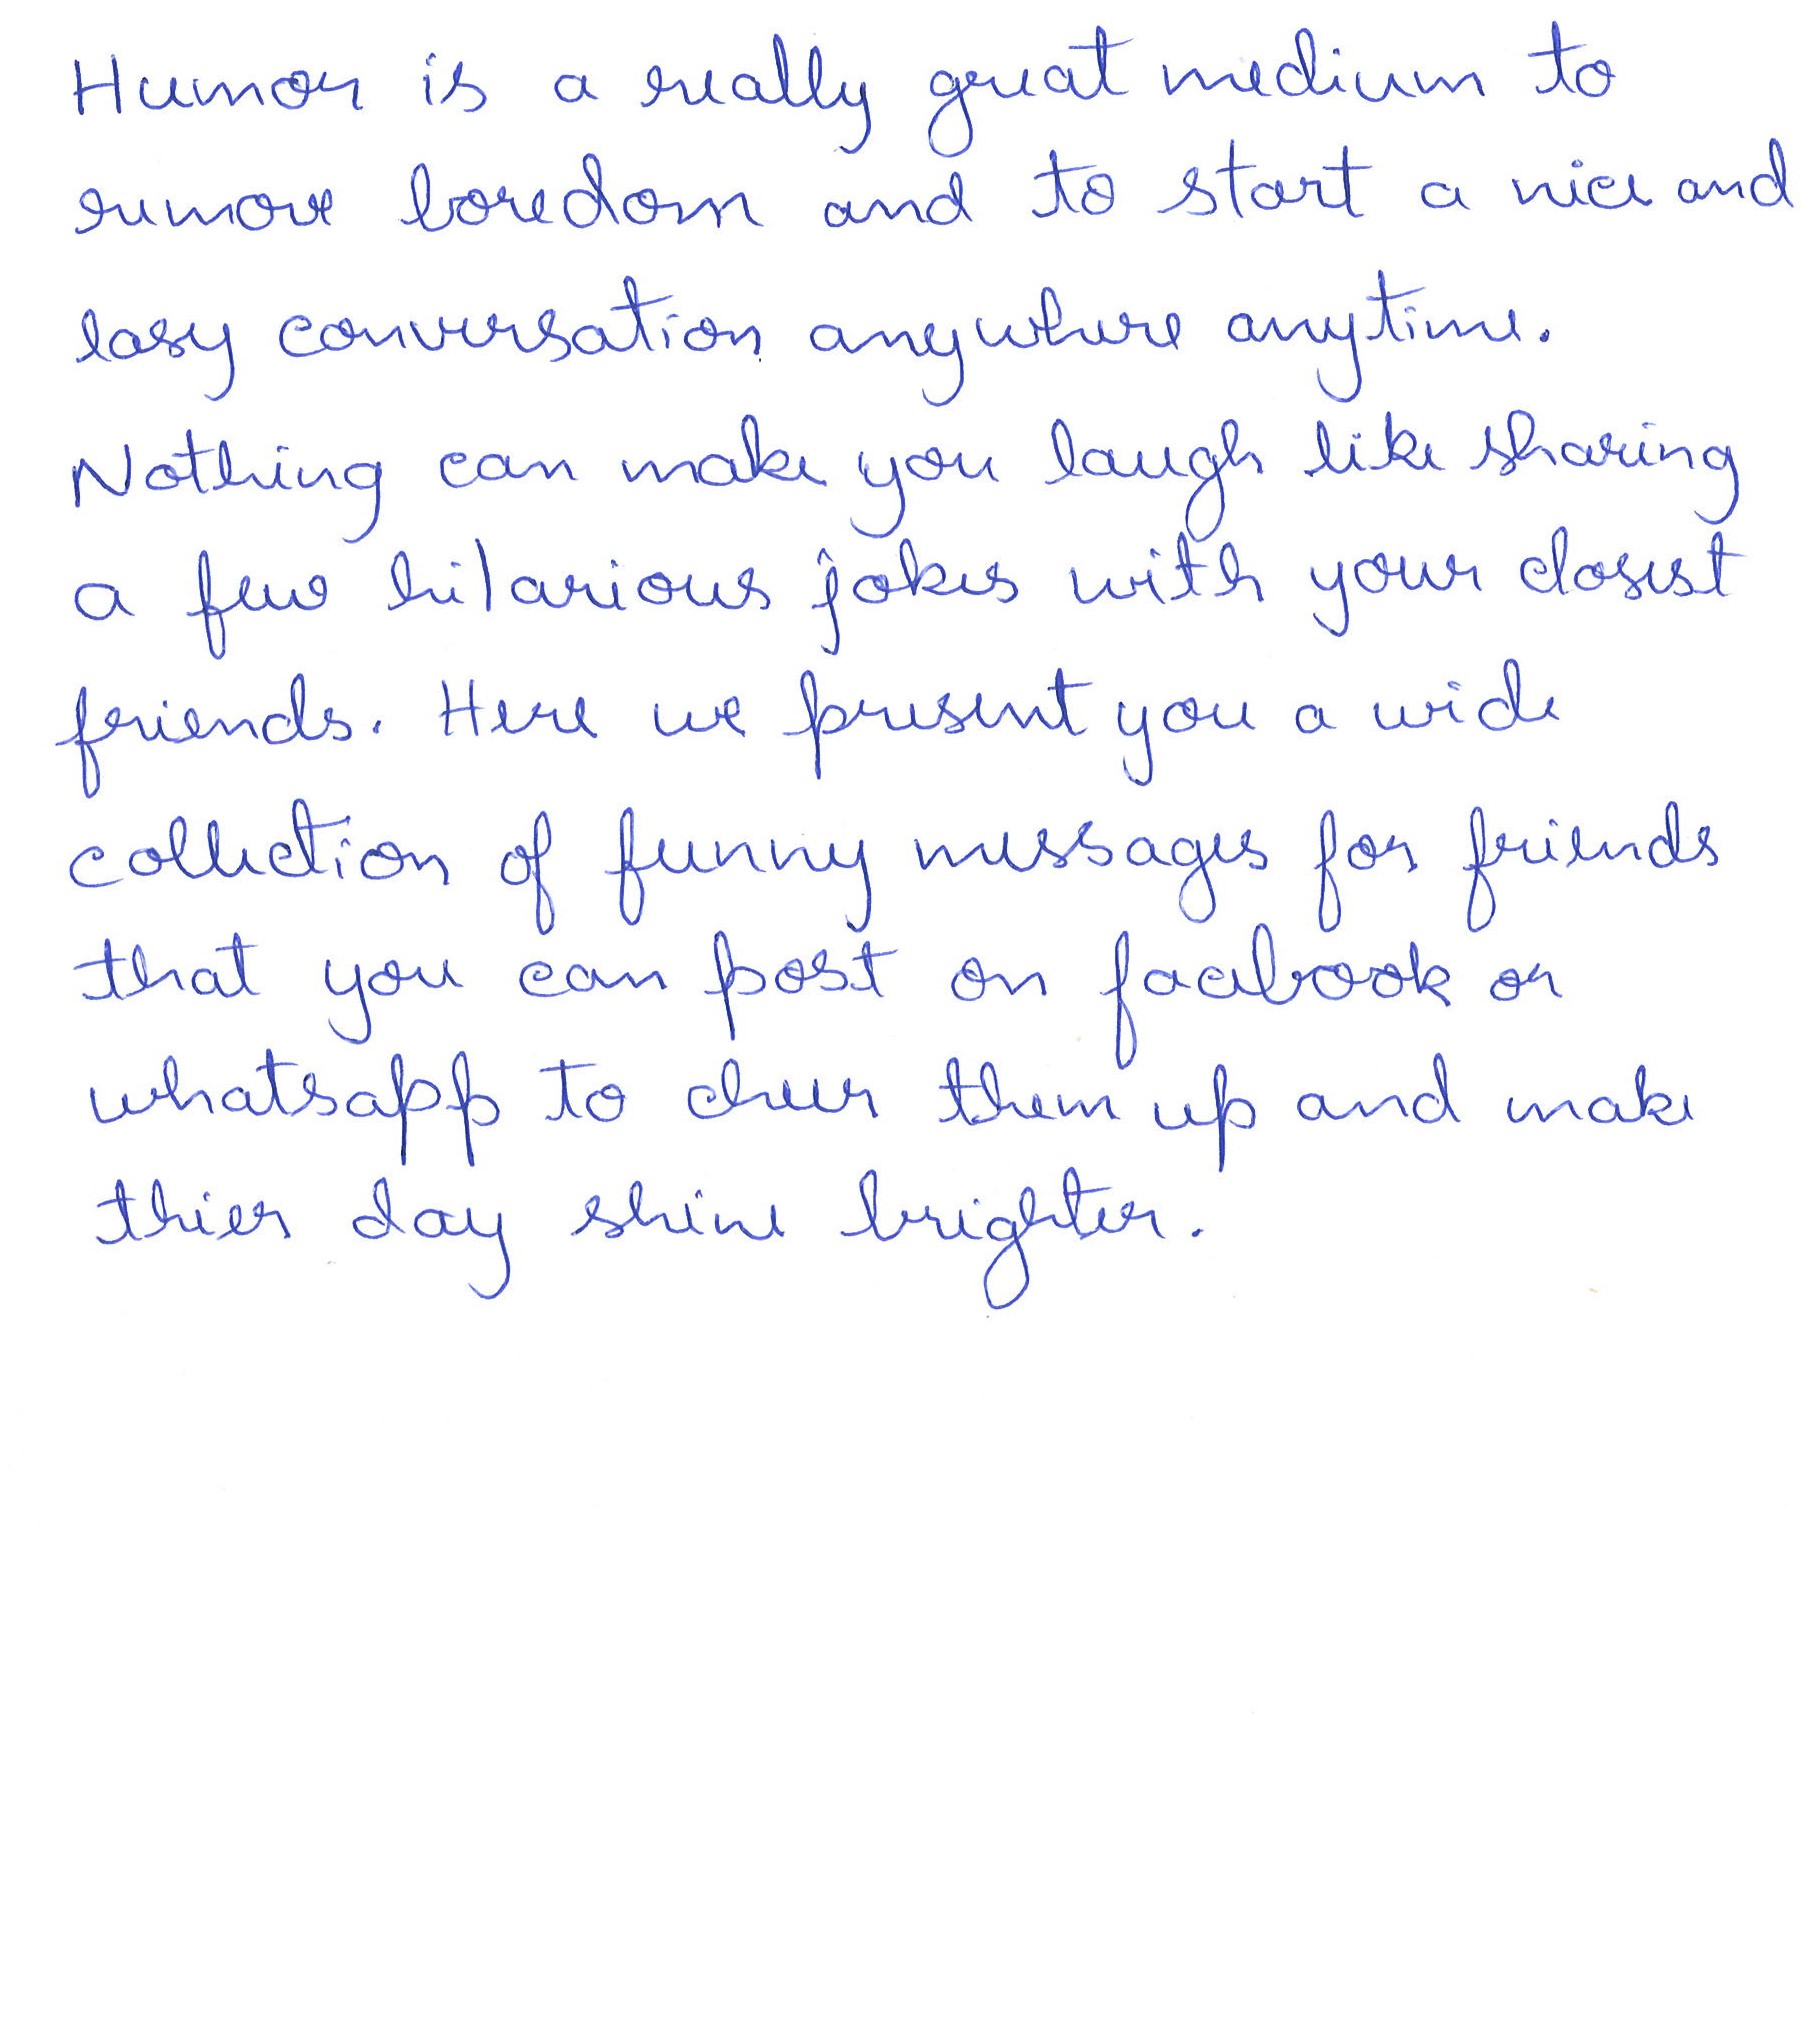 Humor is a really great medium to
remove boredom and to start a nice and
easy conversation anywhere anytime.
Nothing can make you laugh like sharing
a few hilarious jokes with your closest
friends. Here we present you a wide
collection of funny messages for friends
that you can post on facebook or
whatsapp to cheer them up and make
thier day shine brighter.